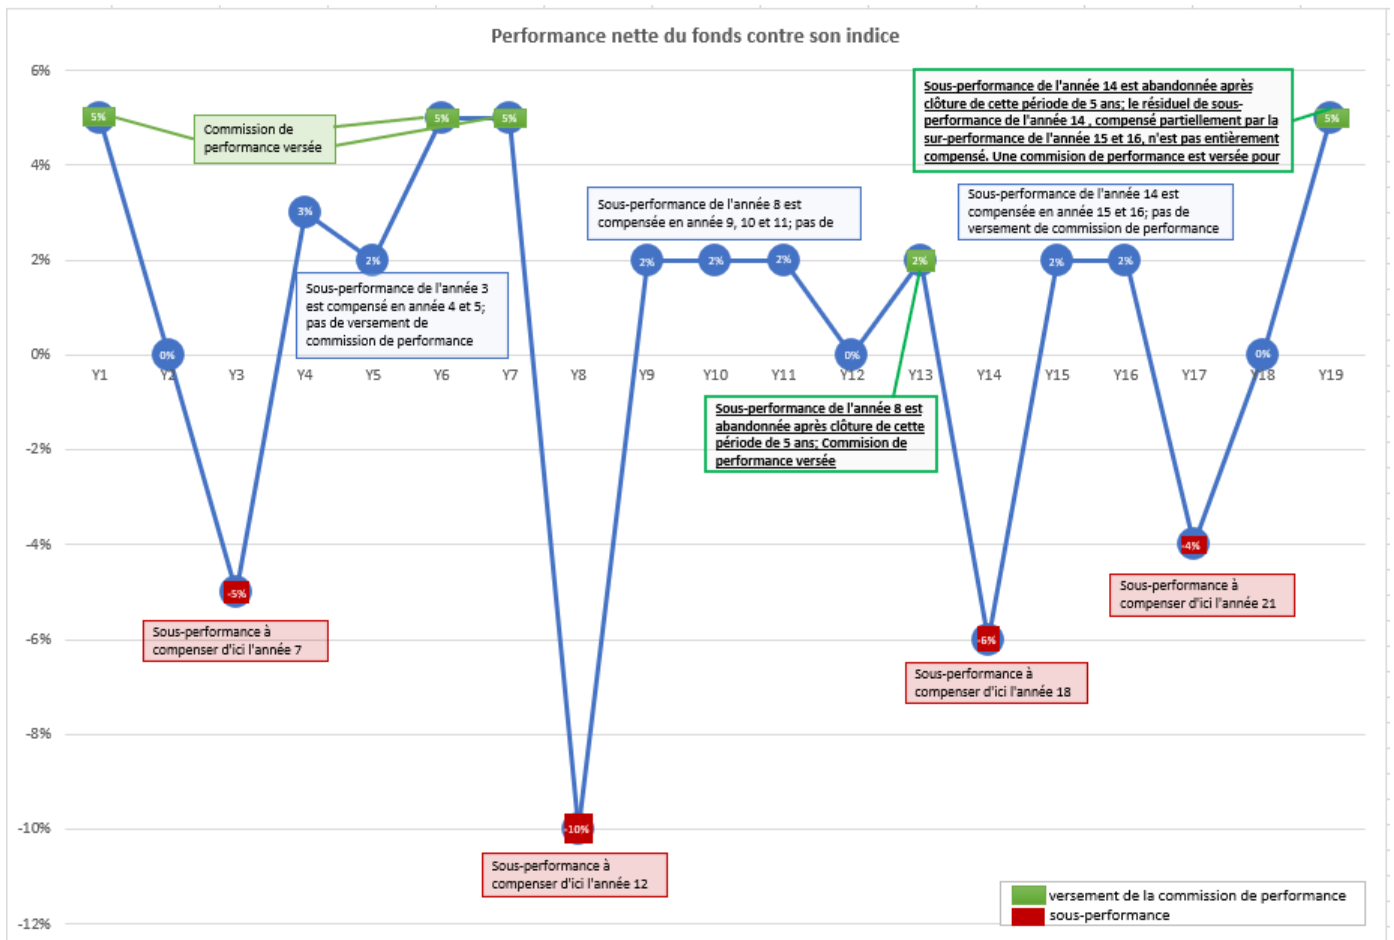 Performance nette du fonds contre son indice
6%
4%
2%
0%
-2%
-4%
-6%
-8%
-10%
-12%
Y1
Y2
Y3
Y4
Y5
Y6
Y7
Y8
Y9
Y10
Y11
Y12
Y13
Y14
Y15
Y16
Y17
Y18
Y19
5%
0%
-5%
3%
2%
5%
5%
-10%
2%
2%
2%
0%
2%
-6%
2%
2%
-4%
0%
5%
Commission de
performance versée
Sous-performance de l'année 3
est compensé en année 4 et 5;
pas de versement de
commission de performance
Sous-performance à
compenser d'ici l'année 7
Sous-performance à
compenser d'ici l'année 12
Sous-performance de l'année 8 est
compensée en année 9, 10 et 11; pas de
Sous-performance de l'année 8 est
abandonnée après clôture de cette
période de 5 ans; Commision de
performance versée
Sous-performance de l'année 14 est abandonnée après
clôture de cette période de 5 ans; le résiduel de sous-
performance de l'année 14 , compensé partiellement par la
sur-performance de l'année 15 et 16, n'est pas entièrement
compensé. Une commision de performance est versée pour
Sous-performance de l'année 14 est
compensée en année 15 et 16; pas de
versement de commission de performance
Sous-performance à
compenser d'ici l'année 18
Sous-performance à
compenser d'ici l'année 21
versement de la commission de performance
sous-performance